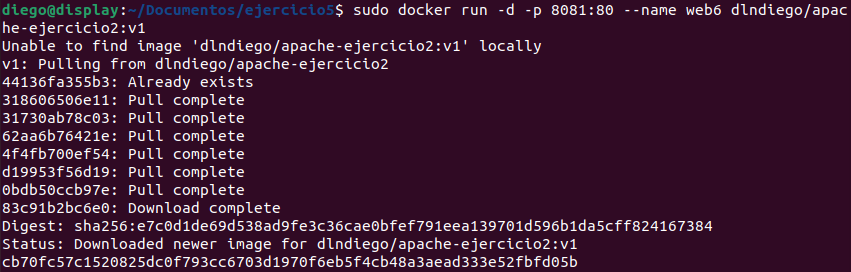 diego@display:~/Documentos/ejercicio5$ sudo docker run -d -p 8081:80 --name web6 dlndiego/apac
he-ejercicio2:v1
Unable to find image 'dlndiego/apache-ejercicio2:v1' locally
v1: Pulling from dlndiego/apache-ejercicio2
44136fa355b3: Already exists
318606506e11: Pull complete
31730ab78c03: Pull complete
62aa6b76421e: Pull complete
4f4fb700ef54: Pull complete
d19953f56d19: Pull complete
0bdb50ccb97e: Pull complete
83c91b2bc6e0: Download complete
Digest: sha256:e7c0d1de69d538ad9fe3c36cae0bfef791eea139701d596b1da5cff824167384
Status: Downloaded newer image for dlndiego/apache-ejercicio2:v1
cb70fc57c1520825dc0f793cc6703d1970f6eb5f4cb48a3aead333e52fbfd05b